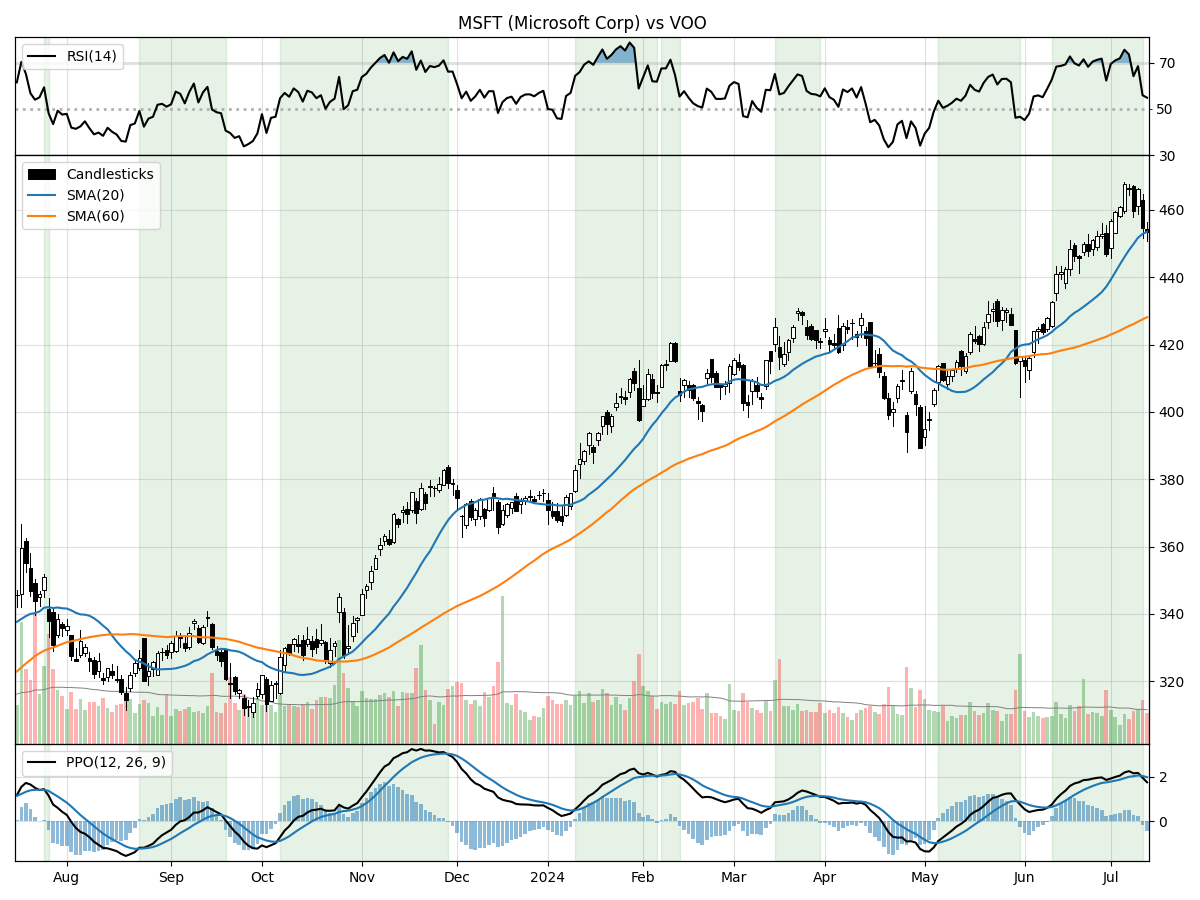 MSFT (Microsoft Corp) vs VOO
RSI(14)
70
50
30
Candlesticks
SMA(20)
SMA(60)
460
440
420
400
380
360
340
320
PPO(12, 26, 9)
2
0
Aug Sep Oct Nov Dec 2024 Feb Mar Apr May Jun Jul